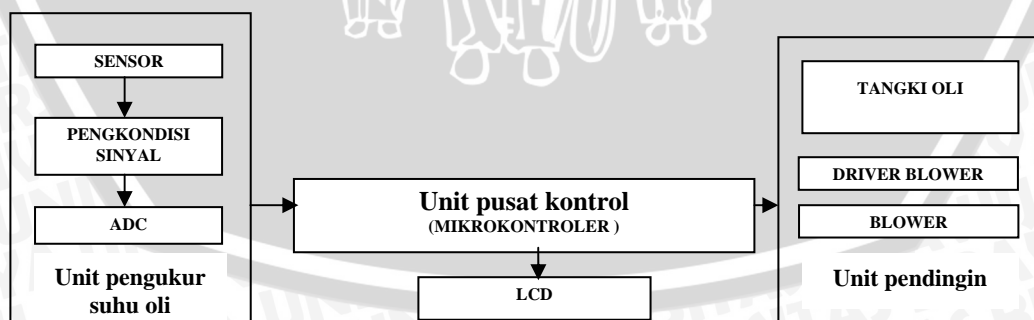 SENSOR
PENGKONDISI
SINYAL
ADC
Unit pengukur
suhu oli
Unit pusat kontrol
(MIKROKONTROLER )
LCD
TANGKI OLI
DRIVER BLOWER
BLOWER
Unit pendingin